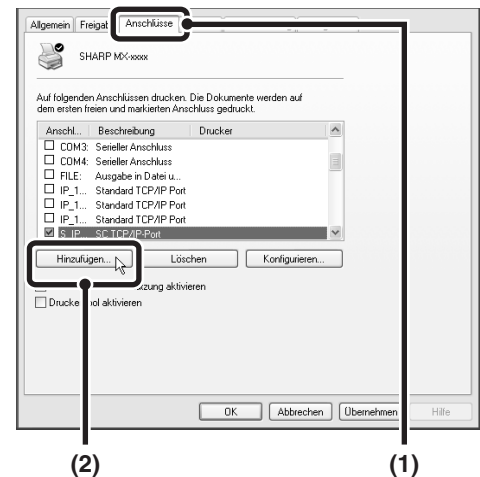 Allgemein Freigab Anschlüsse
SHARP MX-xxxx
Auf folgenden Anschlüssen drucken. Die Dokumente werden auf
dem ersten freien und markierten Anschluss gedruckt.
Anschl... Beschreibung Drucker
COM3: Serieller Anschluss
COM4: Serieller Anschluss
FILE: Ausgabe in Datei u...
IP_1... Standard TCP/IP Port
IP_1... Standard TCP/IP Port
IP_1... Standard TCP/IP Port
S_IP... SC TCP/IP-Port
Hinzufügen... Löschen Konfigurieren...
zung aktivieren
Drucke ool aktivieren
OK Abbrechen Übernehmen Hilfe
(2) (1)